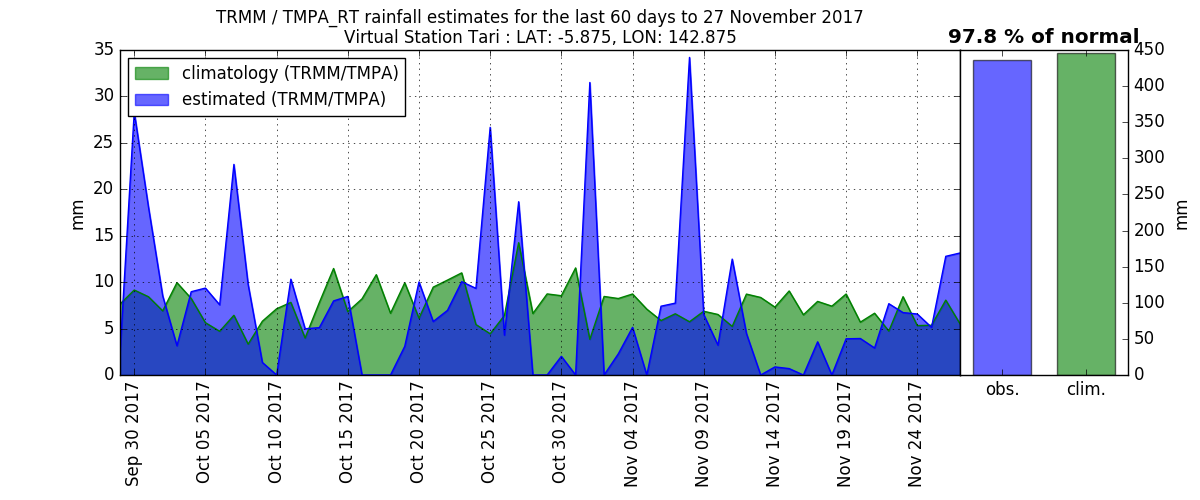 TRMM / TMPA_RT rainfall estimates for the last 60 days to 27 November 2017
Virtual Station Tari : LAT: -5.875, LON: 142.875
97.8 % of normal
climatology (TRMM/TMPA)
estimated (TRMM/TMPA)
35
30
25
20
15
10
5
0
mm
Sep 30 2017
Oct 05 2017
Oct 10 2017
Oct 15 2017
Oct 20 2017
Oct 25 2017
Oct 30 2017
Nov 04 2017
Nov 09 2017
Nov 14 2017
Nov 19 2017
Nov 24 2017
450
400
350
300
250
200
150
100
50
0
mm
obs.
clim.